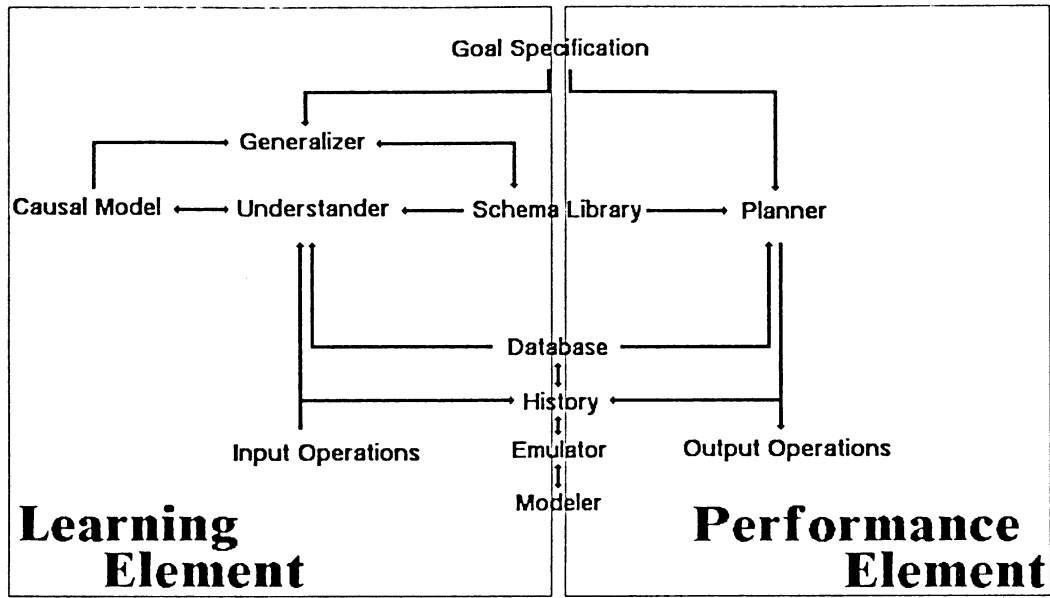 Goal Specification
Generalizer
Causal Model
Understander
Schema Library
Planner
Database
History
Input Operations
Emulator
Output Operations
Modeler
Learning
Element
Performance
Element